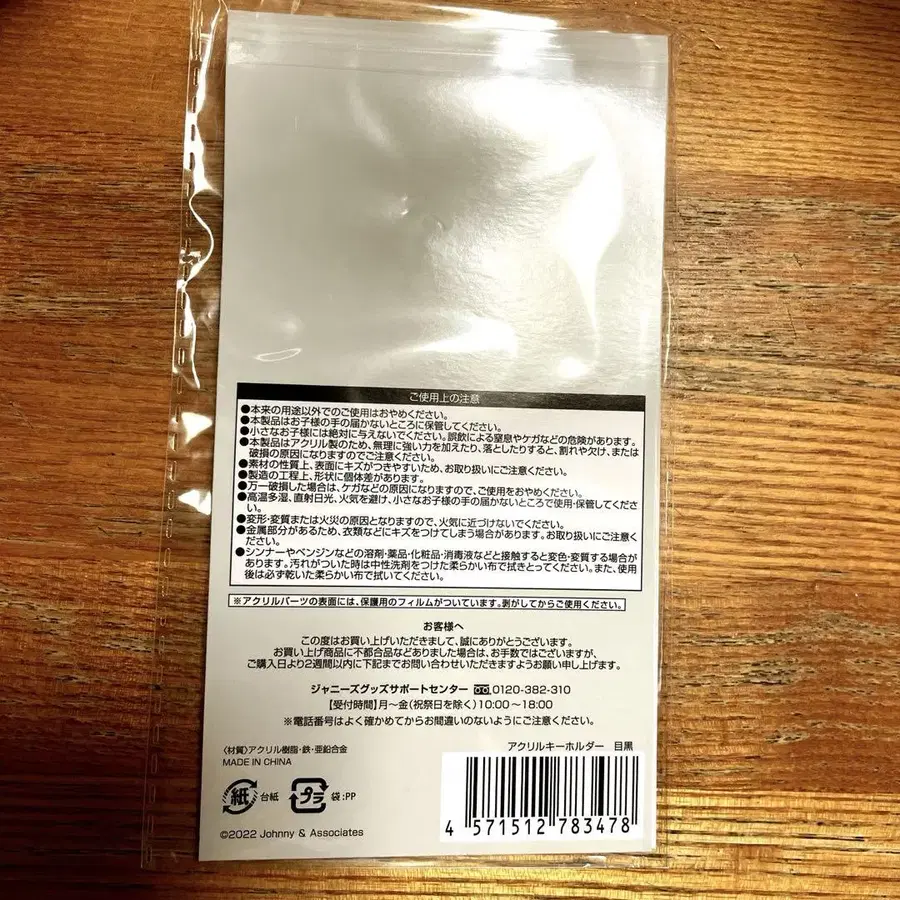 ご使用上の注意
●本来の用途以外でのご使用はおやめください。
●本製品はお子様の手の届かないところに保管してください。
●小さなお子様には絶対に与えないでください。誤飲による窒息やケガなどの危険があります。
●本製品はアクリル製のため、無理に強い力を加えたり、落としたりすると、割れや欠け、または
破損の原因になりますのでご注意ください。
●素材の性質上、表面にキズがつきやすいため、お取り扱いにご注意ください。
●製造の工程上、形状に個体差があります。
●万一破損した場合は、ケガなどの原因になりますので、ご使用をおやめください。
●高温多湿、直射日光、火気を避け、小さなお子様の手の届かないところで使用・保管してくださ
い。
●変形・変質または火災の原因となりますので、火気に近づけないでください。
●金属部分があるため、衣類などにキズをつけてしまう場合があります。お取り扱いにご注意く
ださい。
●シンナーやベンジンなどの溶剤・薬品・化粧品・消毒液などと接触すると変色・変質する場合が
あります。汚れがついた時は中性洗剤をつけた柔らかい布で拭きとってください。また、使用
後は必ず乾いた柔らかい布で拭いてください。
※アクリルパーツの表面には、保護用のフィルムがついています。剥がしてからご使用ください。
お客様へ
この度はお買い上げいただきまして、誠にありがとうございます。
お買い上げ商品に不都合品などありました場合は、お手数ではございますが、
ご購入日より2週間以内に下記までお問い合わせいただきますようお願い申し上げます。
ジャニーズグッズサポートセンター 0120-382-310
【受付時間】月～金(祝祭日を除く)10:00～18:00
※電話番号はよく確かめてからお間違いのないようにご注意ください。
〈材質〉アクリル樹脂・鉄・亜鉛合金
MADE IN CHINA
アクリルキーホルダー 目黒
紙 台紙 プラ 袋:PP
4 571512 783478
©2022 Johnny & Associates